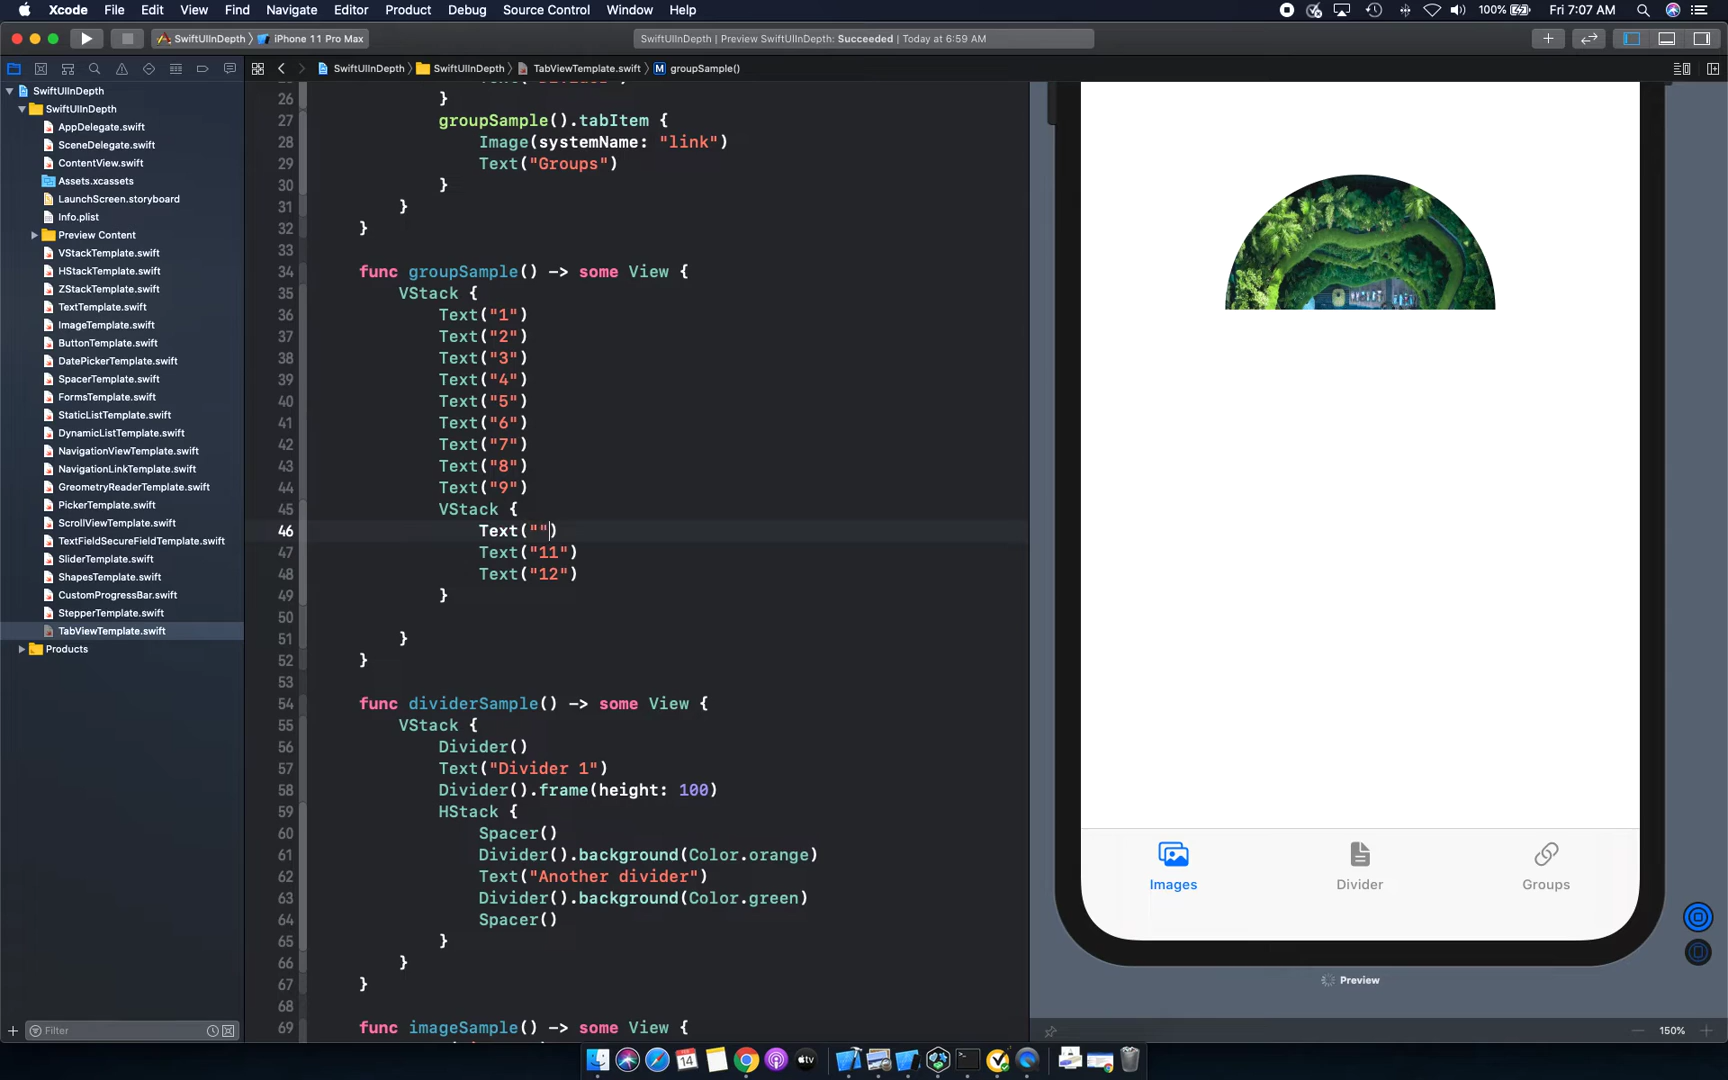 Xcode File Edit View Find Navigate Editor Product Debug Source Control Window Help 100% Fri 7:07 AM
SwiftUIInDepth iPhone 11 Pro Max SwiftUIInDepth | Preview SwiftUIInDepth: Succeeded | Today at 6:59 AM
SwiftUIInDepth SwiftUIInDepth TabViewTemplate.swift M groupSample()
SwiftUIInDepth
SwiftUIInDepth
AppDelegate.swift
SceneDelegate.swift
ContentView.swift
Assets.xcassets
LaunchScreen.storyboard
Info.plist
Preview Content
VStackTemplate.swift
HStackTemplate.swift
ZStackTemplate.swift
TextTemplate.swift
ImageTemplate.swift
ButtonTemplate.swift
DatePickerTemplate.swift
SpacerTemplate.swift
FormsTemplate.swift
StaticListTemplate.swift
DynamicListTemplate.swift
NavigationViewTemplate.swift
NavigationLinkTemplate.swift
GreometryReaderTemplate.swift
PickerTemplate.swift
ScrollViewTemplate.swift
TextFieldSecureFieldTemplate.swift
SliderTemplate.swift
ShapesTemplate.swift
CustomProgressBar.swift
StepperTemplate.swift
TabViewTemplate.swift
Products
Filter
26 }
27 groupSample().tabItem {
28 Image(systemName: "link")
29 Text("Groups")
30 }
31 }
32 }
33
34 func groupSample() -> some View {
35 VStack {
36 Text("1")
37 Text("2")
38 Text("3")
39 Text("4")
40 Text("5")
41 Text("6")
42 Text("7")
43 Text("8")
44 Text("9")
45 VStack {
46 Text("")
47 Text("11")
48 Text("12")
49 }
50
51 }
52 }
53
54 func dividerSample() -> some View {
55 VStack {
56 Divider()
57 Text("Divider 1")
58 Divider().frame(height: 100)
59 HStack {
60 Spacer()
61 Divider().background(Color.orange)
62 Text("Another divider")
63 Divider().background(Color.green)
64 Spacer()
65 }
66 }
67 }
68
69 func imageSample() -> some View {
Images Divider Groups
Preview
150%